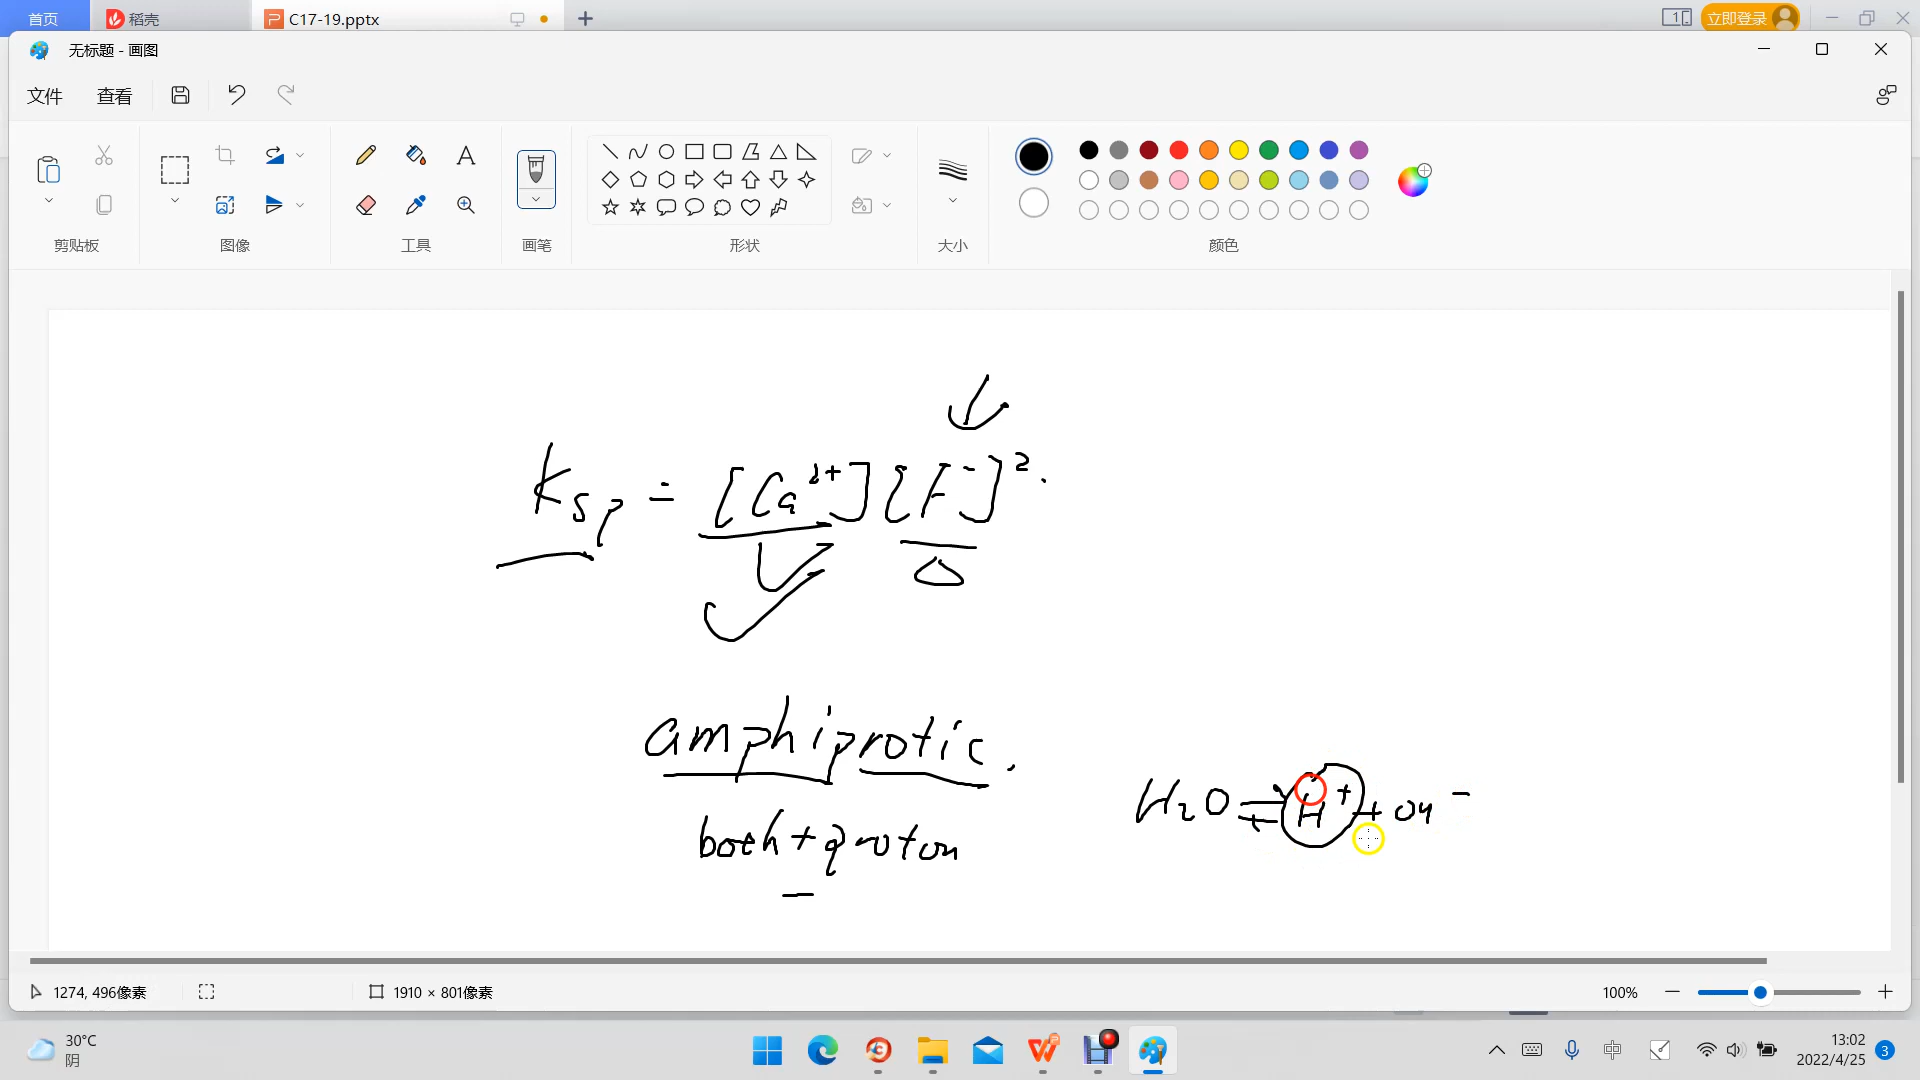 首页
稻壳
C17-19.pptx
1
立即登录
无标题 - 画图
文件
查看
剪贴板
图像
工具
画笔
形状
大小
颜色
Ksp = [Ca2+][F-]2.
amphiprotic.
both + proton
H2O ⇌ H+ + OH -
1274, 496像素
1910 × 801像素
100%
30°C
阴
中
13:02
2022/4/25
3